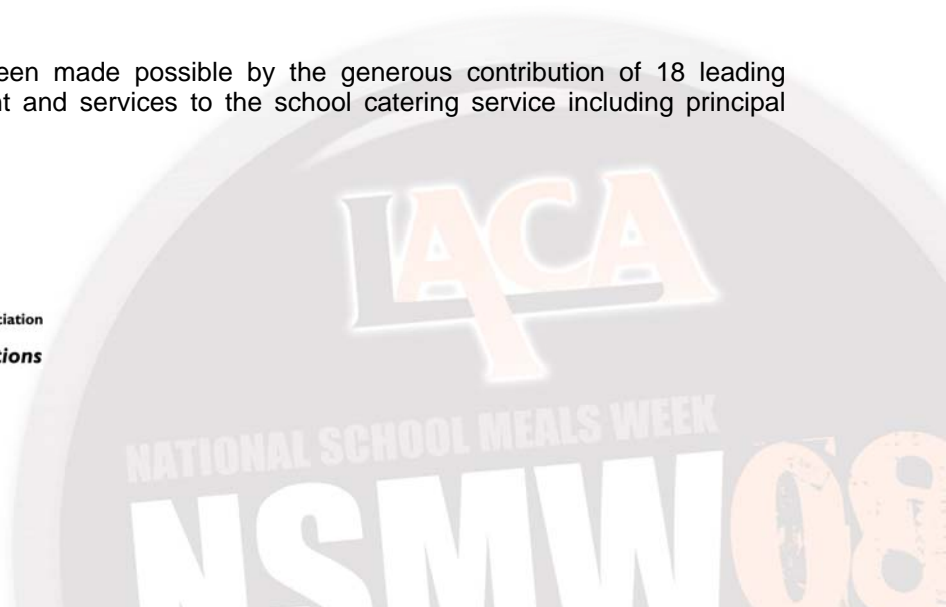 een made possible by the generous contribution of 18 leading
nt and services to the school catering service including principal
ciation
tions
LACA
NATIONAL SCHOOL MEALS WEEK
NSMW08